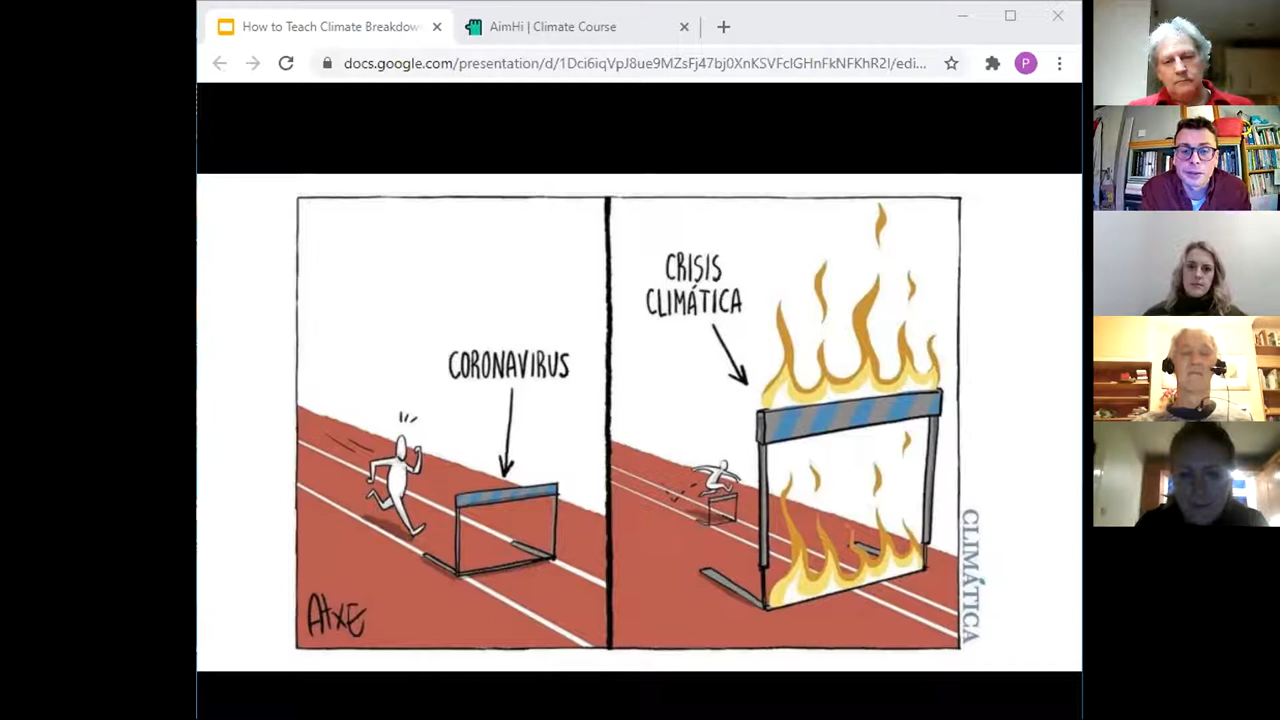 How to Teach Climate Breakdow
AimHi | Climate Course
docs.google.com/presentation/d/1Dci6iqVpJ8ue9MZsFj47bj0XnKSVFclGHnFkNFKhR2I/edi...
P
CORONAVIRUS
CRISIS
CLIMÁTICA
AtXE
CLIMÁTICA